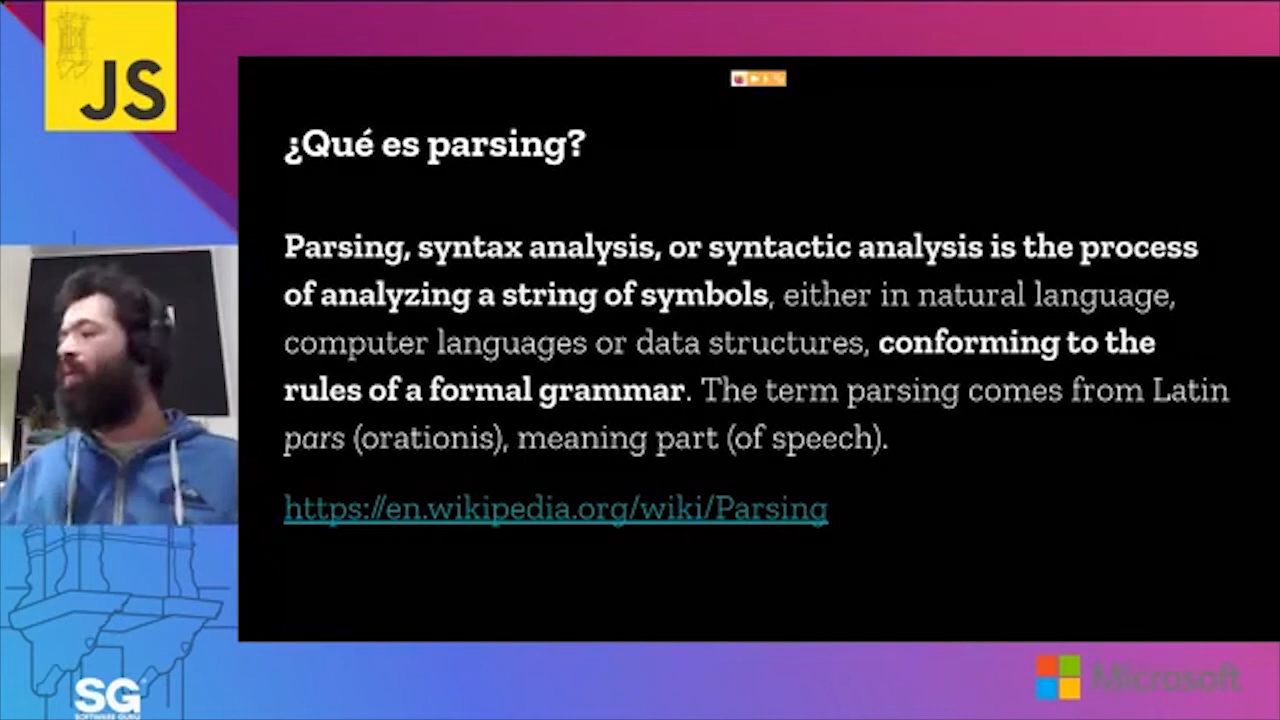 JS
¿Qué es parsing?
Parsing, syntax analysis, or syntactic analysis is the process
of analyzing a string of symbols, either in natural language,
computer languages or data structures, conforming to the
rules of a formal grammar. The term parsing comes from Latin
pars (orationis), meaning part (of speech).
https://en.wikipedia.org/wiki/Parsing
SG
SOFTWARE GURU
Microsoft